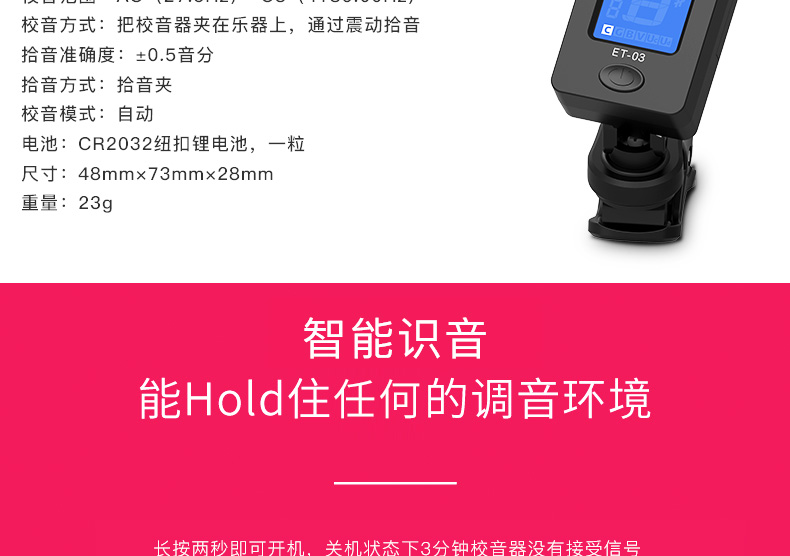 校音方式：把校音器夹在乐器上，通过震动拾音
拾音准确度：±0.5音分
拾音方式：拾音夹
校音模式：自动
电池：CR2032纽扣锂电池，一粒
尺寸：48mm×73mm×28mm
重量：23g
C G B V U U
ET-03
智能识音
能Hold住任何的调音环境
长按两秒即可开机，关机状态下3分钟校音器没有接受信号